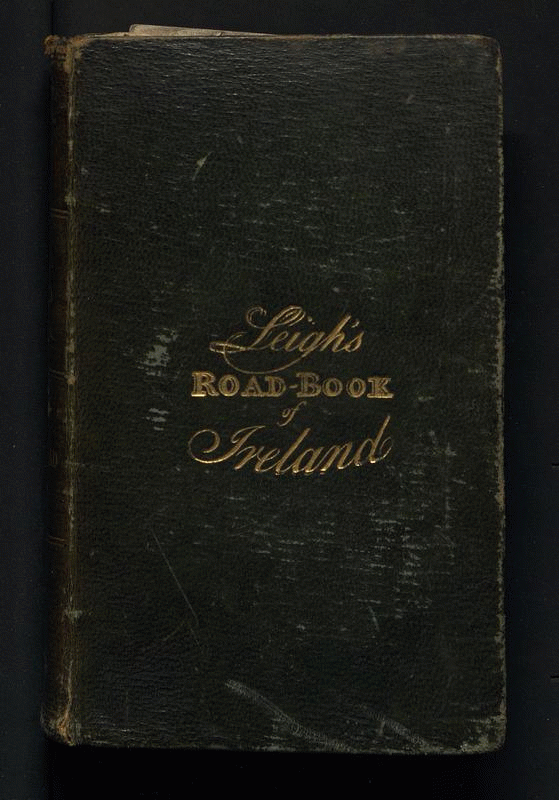 Leigh's
ROAD-BOOK
of
Ireland